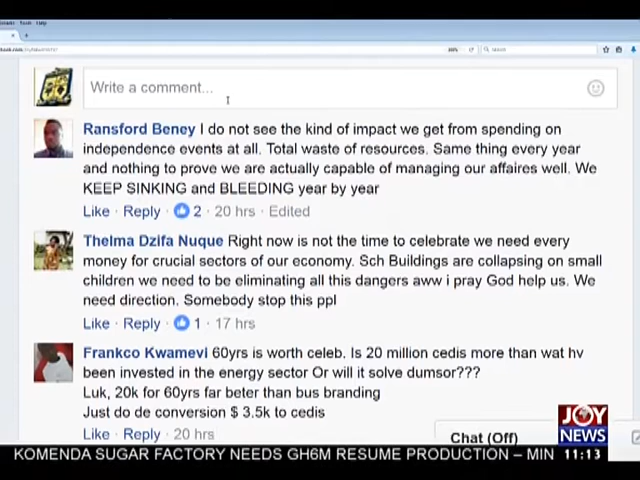 Tools Help
Write a comment...
Ransford Beney I do not see the kind of impact we get from spending on
independence events at all. Total waste of resources. Same thing every year
and nothing to prove we are actually capable of managing our affaires well. We
KEEP SINKING and BLEEDING year by year
Like · Reply · 2 · 20 hrs · Edited
Thelma Dzifa Nuque Right now is not the time to celebrate we need every
money for crucial sectors of our economy. Sch Buildings are collapsing on small
children we need to be eliminating all this dangers aww i pray God help us. We
need direction. Somebody stop this ppl
Like · Reply · 1 · 17 hrs
Frankco Kwamevi 60yrs is worth celeb. Is 20 million cedis more than wat hv
been invested in the energy sector Or will it solve dumsor???
Luk, 20k for 60yrs far beter than bus branding
Just do de conversion $ 3.5k to cedis
Like · Reply · 20 hrs
Chat (Off)
JOY
NEWS
KOMENDA SUGAR FACTORY NEEDS GH6M RESUME PRODUCTION – MIN
11:13